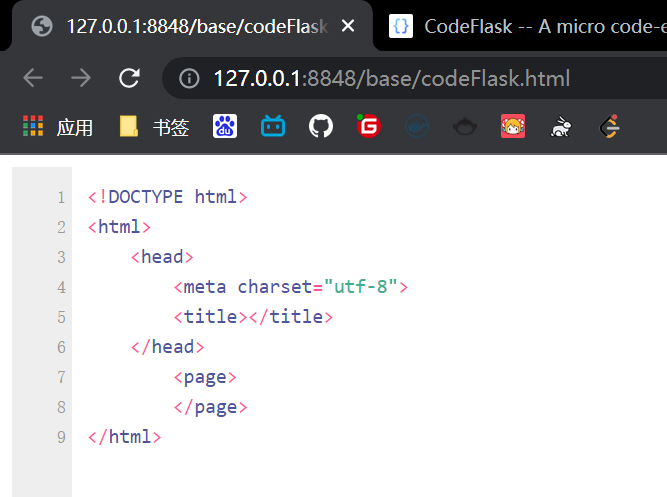 127.0.0.1:8848/base/codeFlask
CodeFlask -- A micro code-e
127.0.0.1:8848/base/codeFlask.html
应用 书签 du G
1 <!DOCTYPE html>
2 <html>
3     <head>
4         <meta charset="utf-8">
5         <title></title>
6     </head>
7         <page>
8         </page>
9 </html>